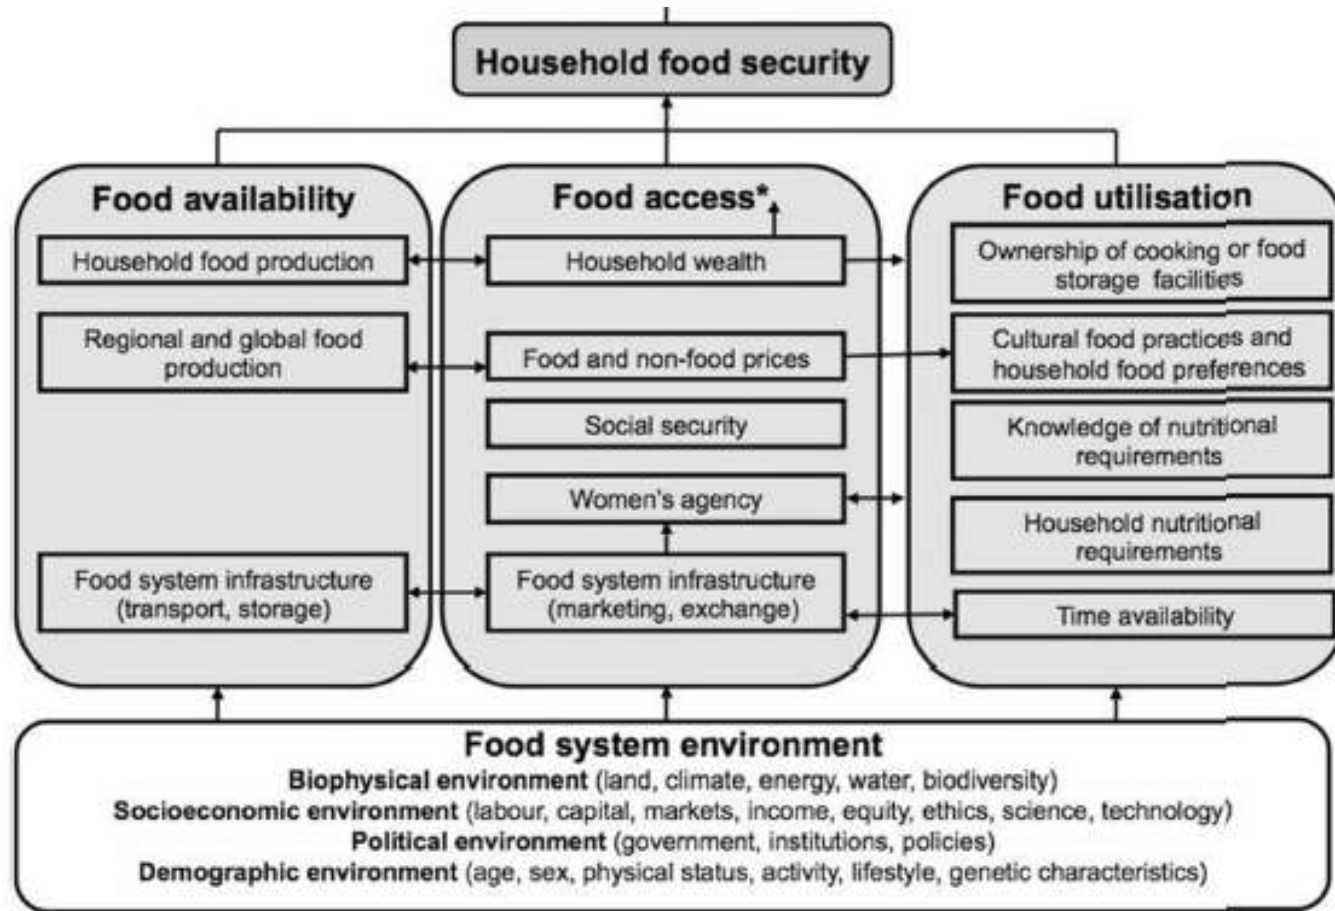 Household food security
Food availability
Household food production
Regional and global food
production
Food system infrastructure
(transport, storage)
Food access*
Household wealth
Food and non-food prices
Social security
Women's agency
Food system infrastructure
(marketing, exchange)
Food utilisation
Ownership of cooking or food
storage facilities
Cultural food practices and
household food preferences
Knowledge of nutritional
requirements
Household nutritional
requirements
Time availability
Food system environment
Biophysical environment (land, climate, energy, water, biodiversity)
Socioeconomic environment (labour, capital, markets, income, equity, ethics, science, technology)
Political environment (government, institutions, policies)
Demographic environment (age, sex, physical status, activity, lifestyle, genetic characteristics)